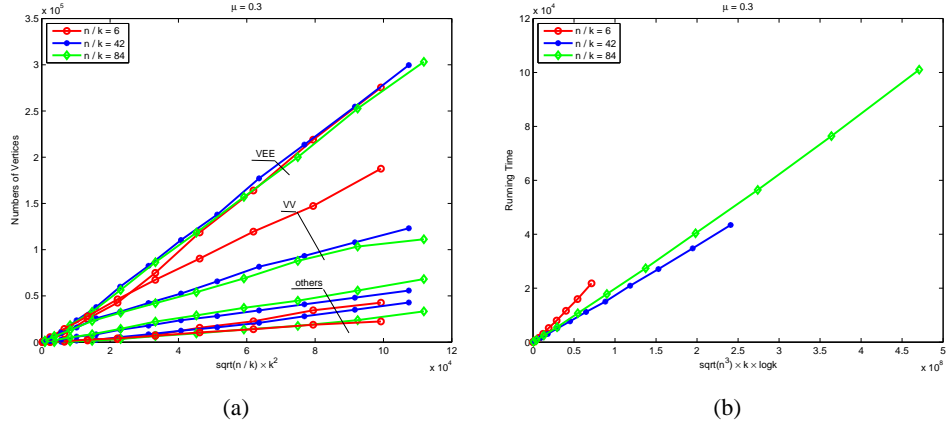 μ = 0.3
x 10^5
Numbers of Vertices
3.5
3
2.5
2
1.5
1
0.5
0
n / k = 6
n / k = 42
n / k = 84
VEE
VV
others
0 2 4 6 8 10 12
x 10^4
sqrt(n / k) × k^2
(a)
μ = 0.3
x 10^4
Running Time
12
10
8
6
4
2
0
n / k = 6
n / k = 42
n / k = 84
0 0.5 1 1.5 2 2.5 3 3.5 4 4.5 5
x 10^8
sqrt(n^3) × k × logk
(b)